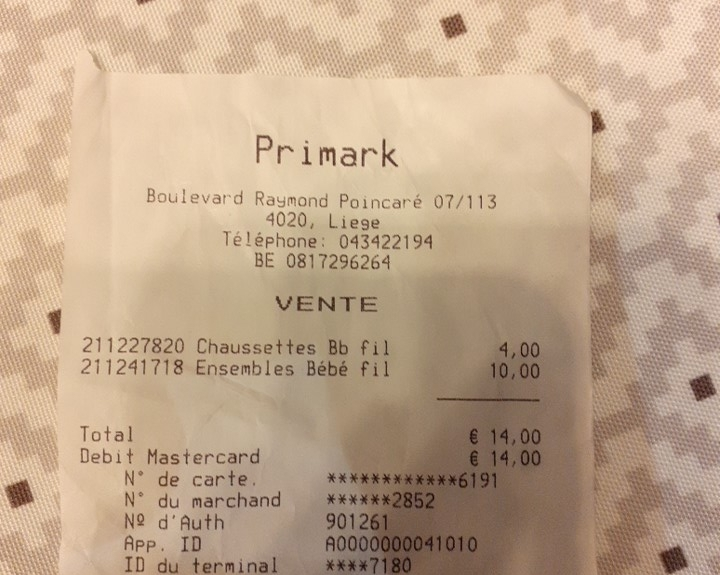 Primark
Boulevard Raymond Poincaré 07/113
4020, Liege
Téléphone: 043422194
BE 0817296264
VENTE
211227820 Chaussettes Bb fil 4,00
211241718 Ensembles Bébé fil 10,00
Total € 14,00
Debit Mastercard € 14,00
N° de carte. ************6191
N° du marchand ******2852
Nº d'Auth 901261
App. ID A0000000041010
ID du terminal ****7180